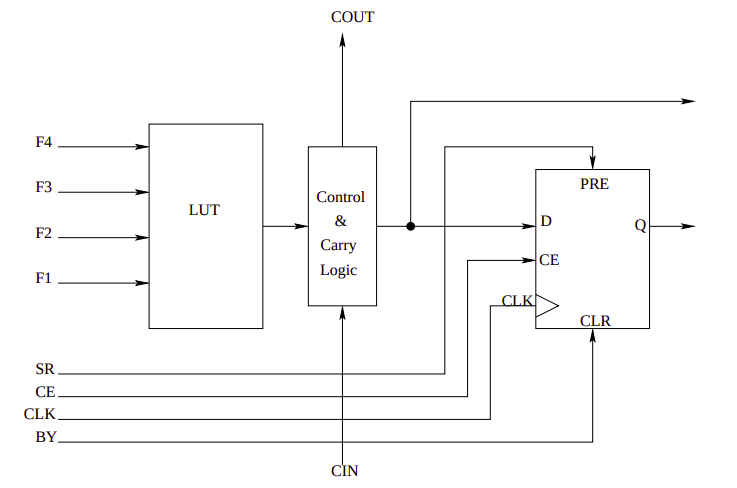 COUT
F4
F3
F2
F1
LUT
Control
&
Carry
Logic
PRE
D
Q
CE
CLK
CLR
SR
CE
CLK
BY
CIN